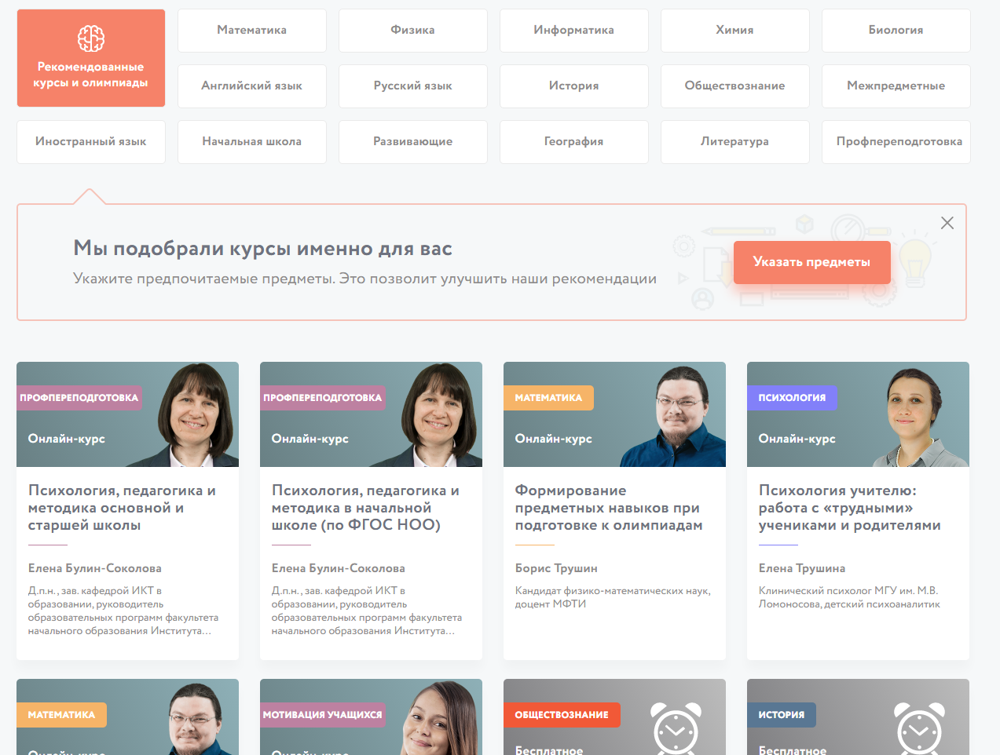 Рекомендованные
курсы и олимпиады
Математика
Физика
Информатика
Химия
Биология
Английский язык
Русский язык
История
Обществознание
Межпредметные
Иностранный язык
Начальная школа
Развивающие
География
Литература
Профпереподготовка
Мы подобрали курсы именно для вас
Укажите предпочитаемые предметы. Это позволит улучшить наши рекомендации
Указать предметы
ПРОФПЕРЕПОДГОТОВКА
Онлайн-курс
Психология, педагогика и
методика основной и
старшей школы
Елена Булин-Соколова
Д.п.н., зав. кафедрой ИКТ в
образовании, руководитель
образовательных программ факультета
начального образования Института...
ПРОФПЕРЕПОДГОТОВКА
Онлайн-курс
Психология, педагогика и
методика в начальной
школе (по ФГОС НОО)
Елена Булин-Соколова
Д.п.н., зав. кафедрой ИКТ в
образовании, руководитель
образовательных программ факультета
начального образования Института...
МАТЕМАТИКА
Онлайн-курс
Формирование
предметных навыков при
подготовке к олимпиадам
Борис Трушин
Кандидат физико-математических наук,
доцент МФТИ
ПСИХОЛОГИЯ
Онлайн-курс
Психология учителю:
работа с «трудными»
учениками и родителями
Елена Трушина
Клинический психолог МГУ им. М.В.
Ломоносова, детский психоаналитик
МАТЕМАТИКА
Онлайн-курс
МОТИВАЦИЯ УЧАЩИХСЯ
Онлайн-курс
ОБЩЕСТВОЗНАНИЕ
Бесплатное
ИСТОРИЯ
Бесплатное